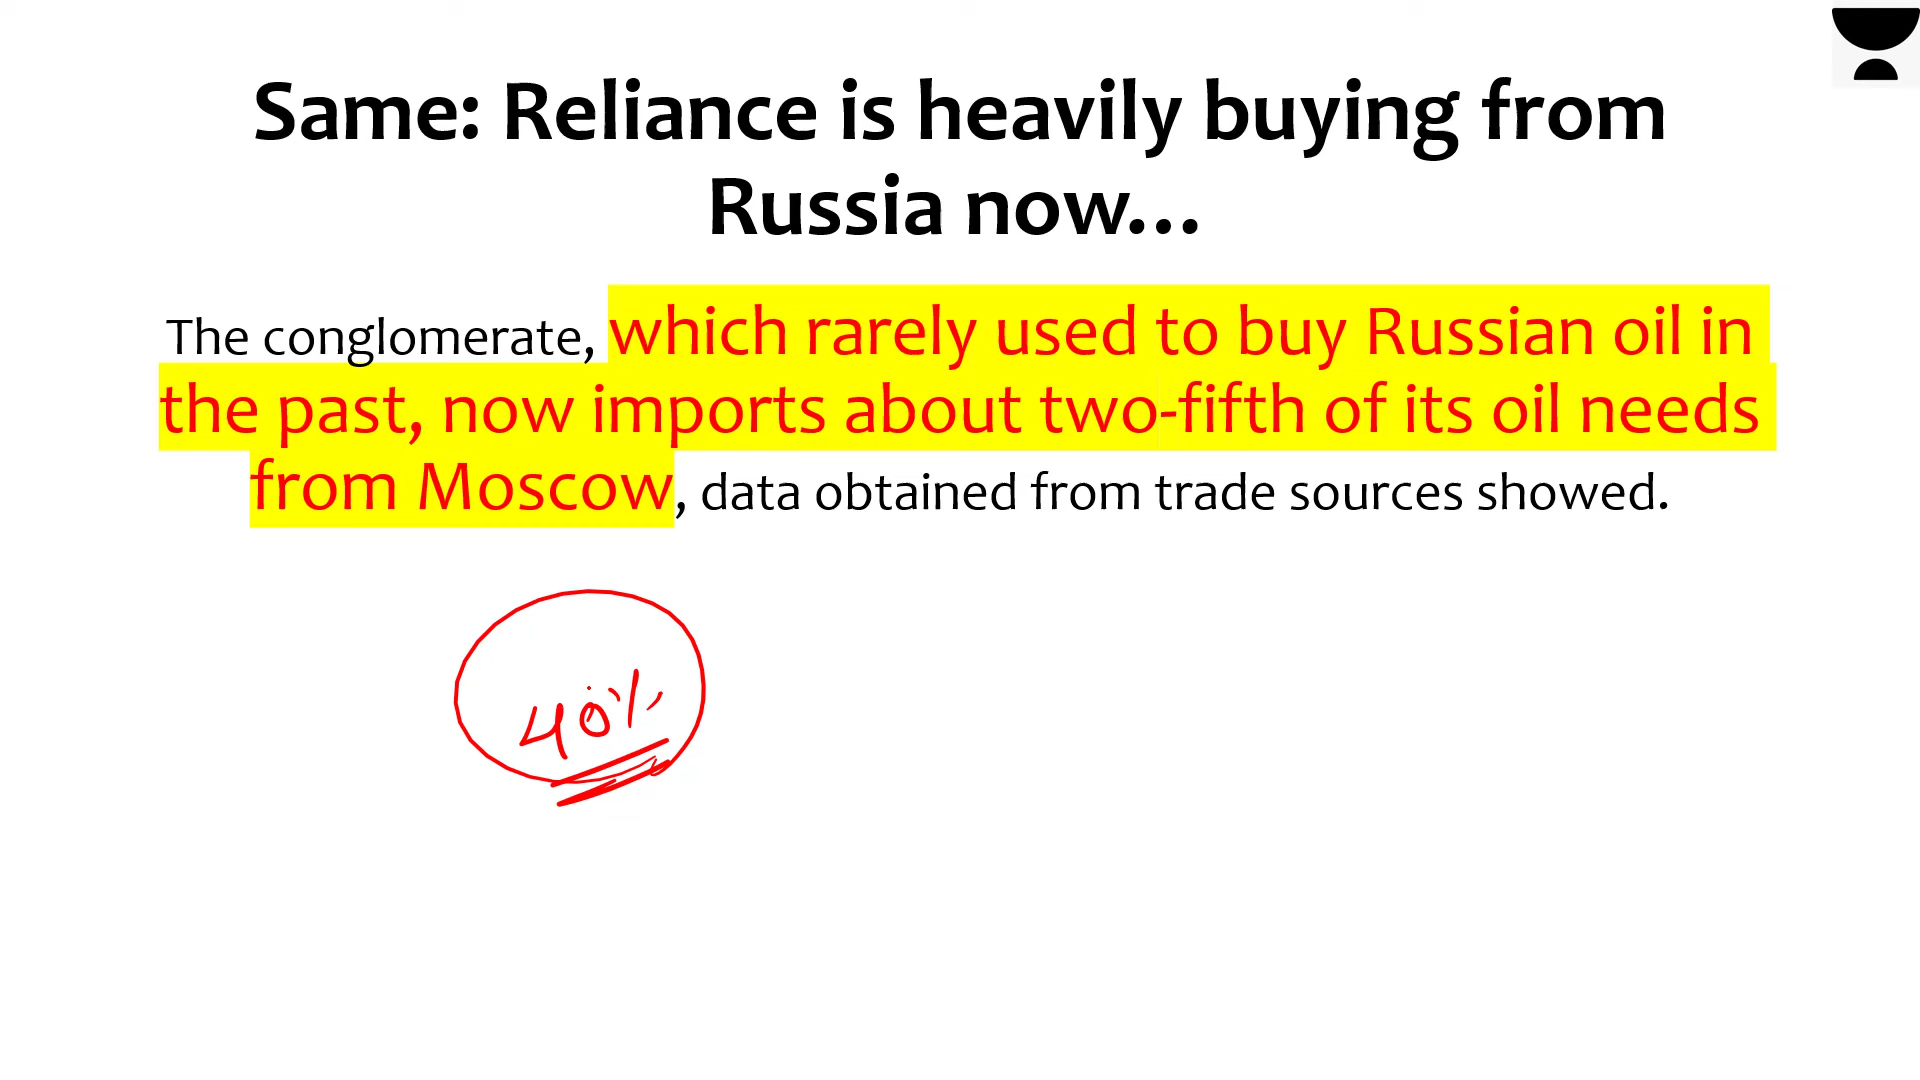 Same: Reliance is heavily buying from
Russia now...
The conglomerate, which rarely used to buy Russian oil in
the past, now imports about two-fifth of its oil needs
from Moscow, data obtained from trade sources showed.
40%